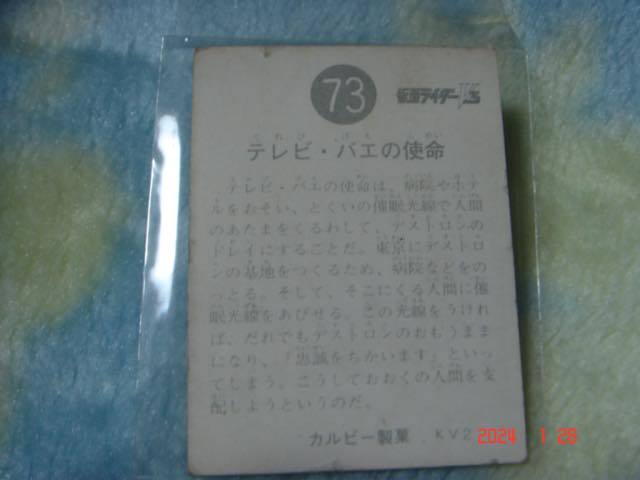 73
仮面ライダーV3
テレビ・バエの使命
テレビ・バエの使命は、病院やホテ
ルをおそい、とくいの催眠光線で人間
のあたまをくるわして、デストロンの
ドレイにすることだ。東京にデストロ
ンの基地をつくるため、病院などをの
っとる。そして、そこにくる人間に催
眠光線をあびせる。この光線をうけれ
ば、だれでもデストロンのおもうまま
になり、「忠誠をちかいます」といっ
てしまう。こうしておおくの人間を支
配しようというのだ。
カルビー製菓 KV2
2024 1 28